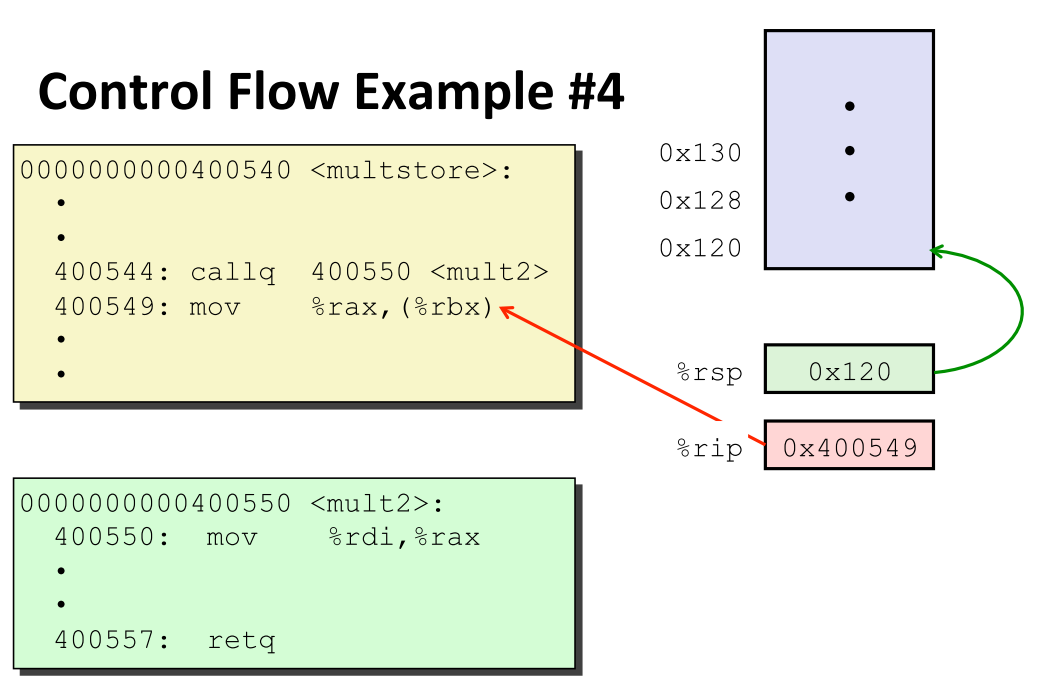 Control Flow Example #4
0000000000400540 <multstore>:
•
•
400544: callq 400550 <mult2>
400549: mov %rax,(%rbx)
•
•
0000000000400550 <mult2>:
400550: mov %rdi,%rax
•
•
400557: retq
•
•
•
0x130
0x128
0x120
%rsp 0x120
%rip 0x400549